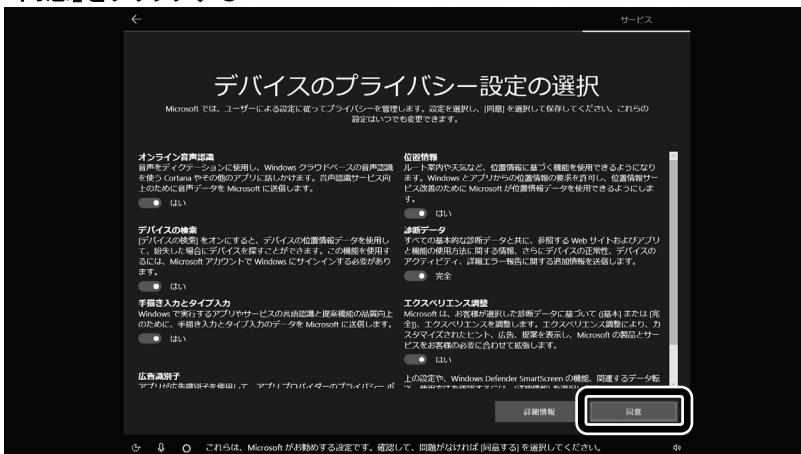 サービス
デバイスのプライバシー設定の選択
Microsoft では、ユーザーによる設定に従ってプライバシーを管理します。設定を選択し、[同意] を選択して保存してください。これらの
設定はいつでも変更できます。
オンライン音声認識
音声をディクテーションに使用し、Windows クラウドベースの音声認識
を使う Cortana やその他のアプリに話しかけます。音声認識サービス向
上のために音声データを Microsoft に送信します。
はい
デバイスの検索
[デバイスの検索] をオンにすると、デバイスの位置情報データを使用し
て、紛失した場合にデバイスを探すことができます。この機能を使用す
るには、Microsoft アカウントで Windows にサインインする必要があり
ます。
はい
手描き入力とタイプ入力
Windows で実行するアプリやサービスの言語認識と提案機能の品質向上
のために、手描き入力とタイプ入力のデータを Microsoft に送信します。
はい
広告識別子
位置情報
ルート案内や天気など、位置情報に基づく機能を使用できるようになり
ます。Windows とアプリからの位置情報の要求を許可し、位置情報サー
ビス改善のために Microsoft が位置情報データを使用できるようにしま
す。
はい
診断データ
すべての基本的な診断データと共に、参照する Web サイトおよびアプリ
と機能の使用方法に関する情報、さらにデバイスの正常性、デバイスの
アクティビティ、詳細エラー報告に関する追加情報を送信します。
完全
エクスペリエンス調整
Microsoft は、お客様が選択した診断データに基づいて ([基本] または [完
全])、エクスペリエンスを調整します。エクスペリエンス調整により、カ
スタマイズされたヒント、広告、提案を表示し、Microsoft の製品とサー
ビスをお客様の必要に合わせて拡張します。
はい
上の設定や、Windows Defender SmartScreen の機能、関連するデータ転
詳細情報
同意
これらは、Microsoft がお勧めする設定です。確認して、問題がなければ [同意する] を選択してください。